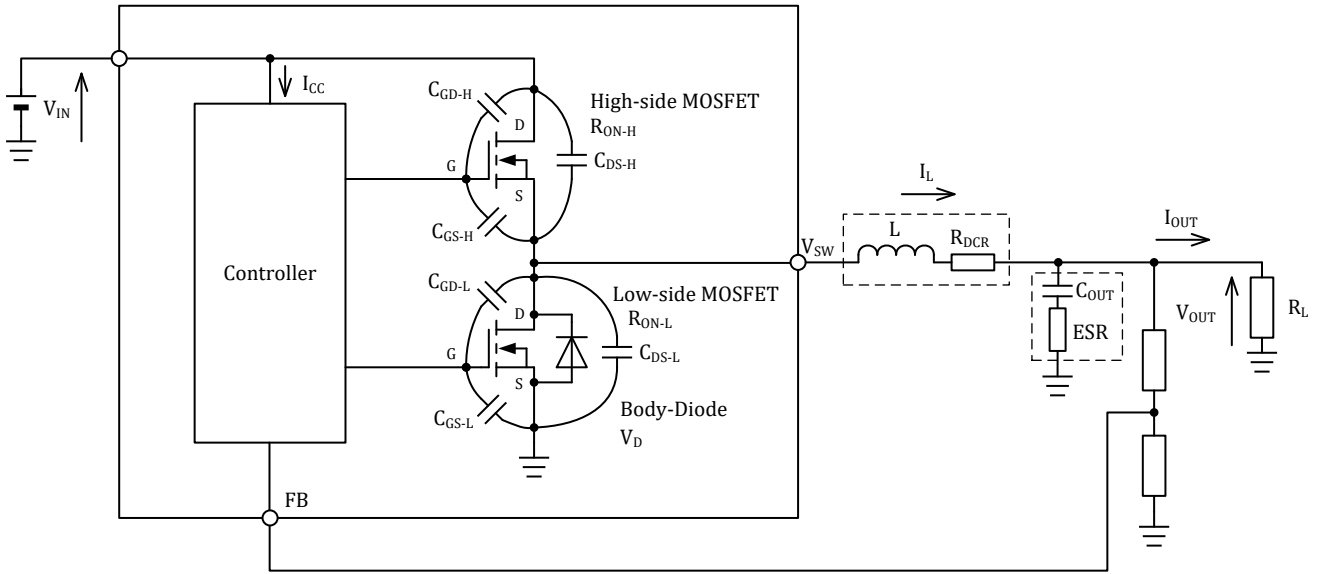 V_IN
I_CC
Controller
FB
C_GD-H
D
G
S
C_GS-H
High-side MOSFET
R_ON-H
C_DS-H
C_GD-L
D
G
S
C_GS-L
Low-side MOSFET
R_ON-L
C_DS-L
Body-Diode
V_D
V_SW
I_L
L
R_DCR
I_OUT
C_OUT
ESR
V_OUT
R_L